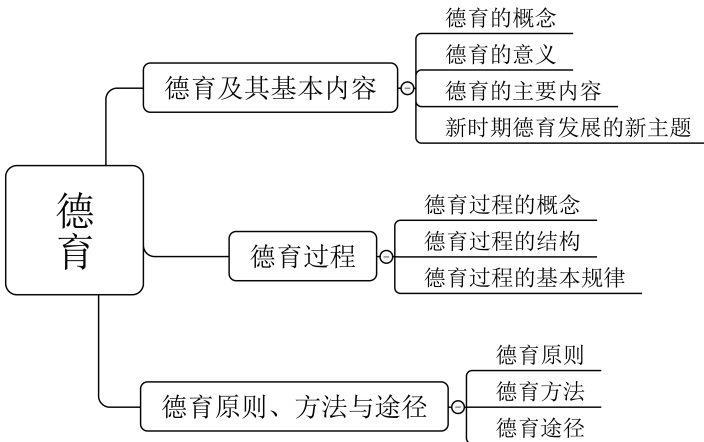 德育
德育及其基本内容
德育的概念
德育的意义
德育的主要内容
新时期德育发展的新主题
德育过程
德育过程的概念
德育过程的结构
德育过程的基本规律
德育原则、方法与途径
德育原则
德育方法
德育途径